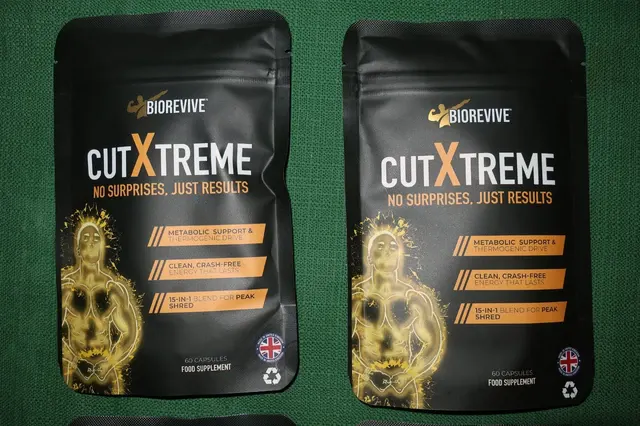 BIOREVIVE™
CUTXTREME
NO SURPRISES, JUST RESULTS
METABOLIC SUPPORT &
THERMOGENIC DRIVE
CLEAN, CRASH-FREE
ENERGY THAT LASTS
15-IN-1 BLEND FOR PEAK
SHRED
60 CAPSULES
FOOD SUPPLEMENT
BIOREVIVE™
CUTXTREME
NO SURPRISES, JUST RESULTS
METABOLIC SUPPORT &
THERMOGENIC DRIVE
CLEAN, CRASH-FREE
ENERGY THAT LASTS
15-IN-1 BLEND FOR PEAK
SHRED
60 CAPSULES
FOOD SUPPLEMENT